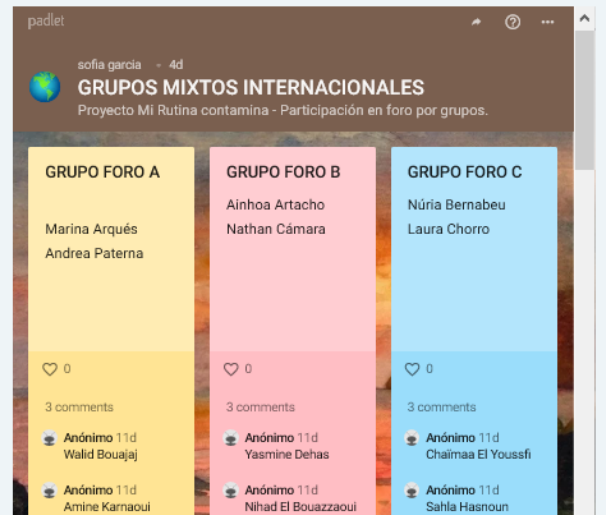 padlet
sofia garcia - 4d
GRUPOS MIXTOS INTERNACIONALES
Proyecto Mi Rutina contamina - Participación en foro por grupos.
GRUPO FORO A
Marina Arqués
Andrea Paterna
0
3 comments
Anónimo 11d
Walid Bouajaj
Anónimo 11d
Amine Karnaoui
GRUPO FORO B
Ainhoa Artacho
Nathan Cámara
0
3 comments
Anónimo 11d
Yasmine Dehas
Anónimo 11d
Nihad El Bouazzaoui
GRUPO FORO C
Núria Bernabeu
Laura Chorro
0
3 comments
Anónimo 11d
Chaïmaa El Youssfi
Anónimo 11d
Sahla Hasnoun